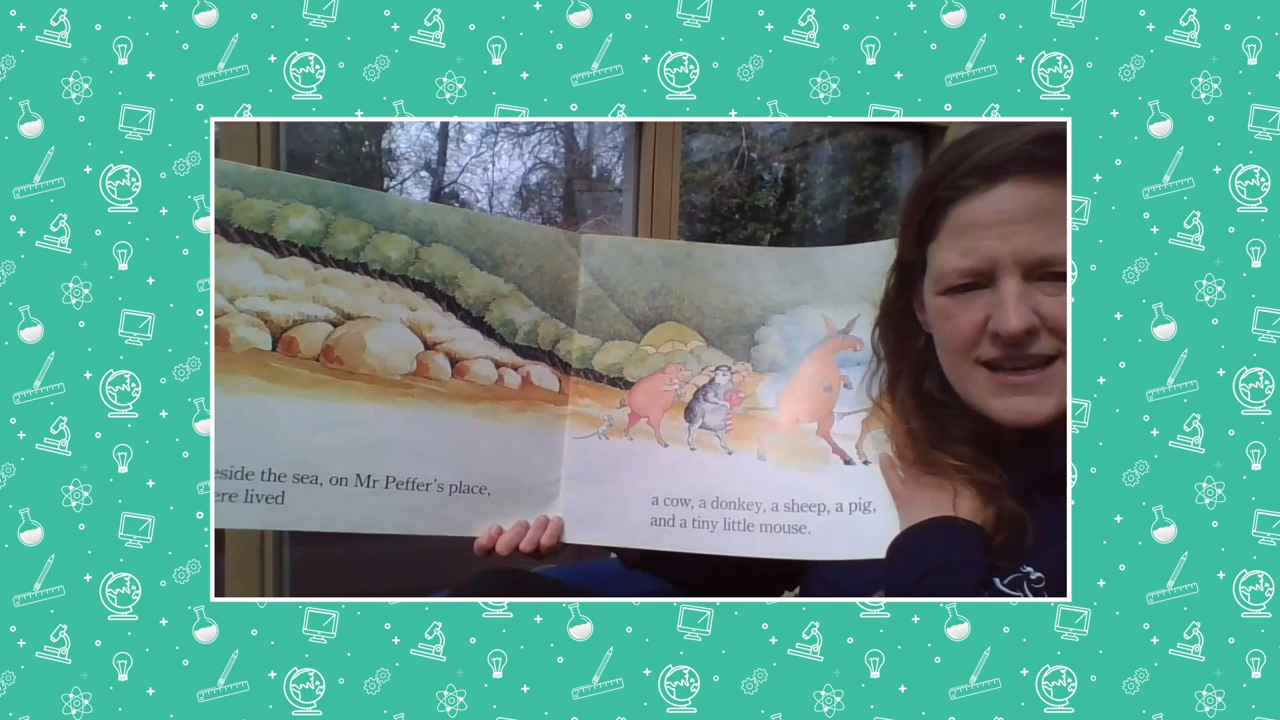 eside the sea, on Mr Peffer's place,
ere lived
a cow, a donkey, a sheep, a pig,
and a tiny little mouse.